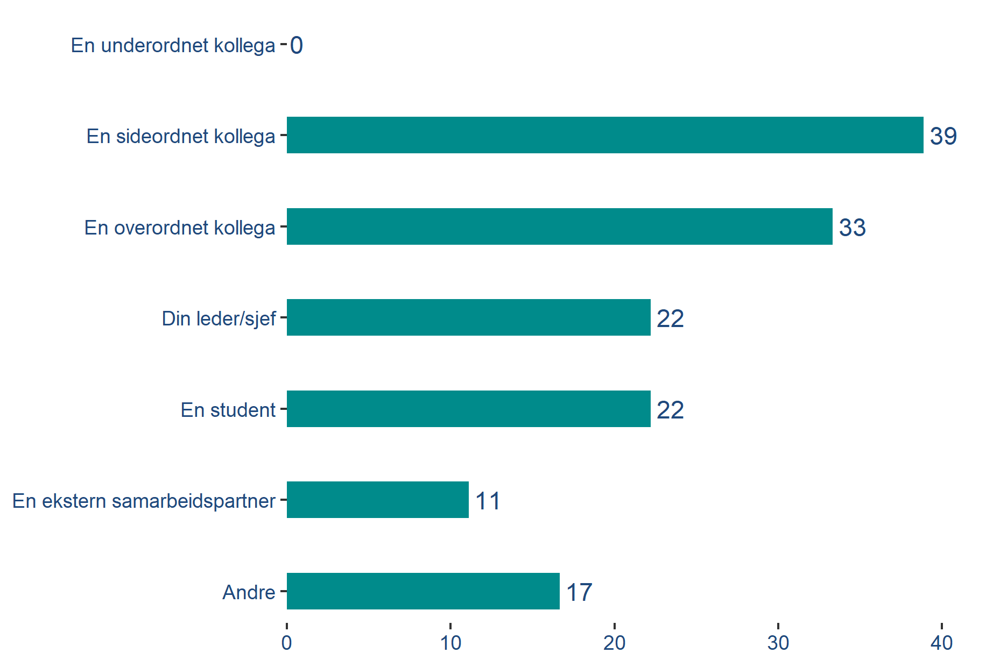 En underordnet kollega 0
En sideordnet kollega 39
En overordnet kollega 33
Din leder/sjef 22
En student 22
En ekstern samarbeidspartner 11
Andre 17
0 10 20 30 40